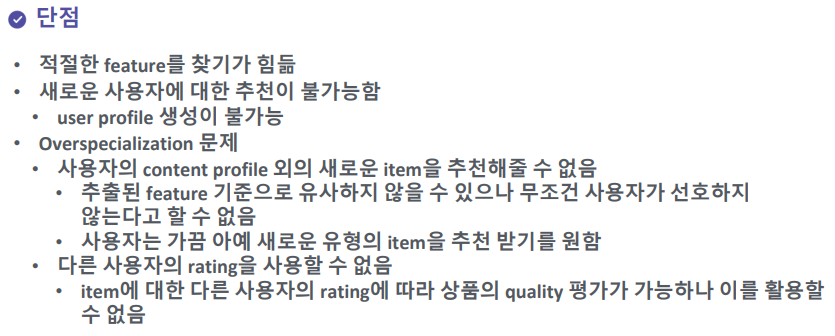 단점
• 적절한 feature를 찾기가 힘듦
• 새로운 사용자에 대한 추천이 불가능함
• user profile 생성이 불가능
• Overspecialization 문제
• 사용자의 content profile 외의 새로운 item을 추천해줄 수 없음
• 추출된 feature 기준으로 유사하지 않을 수 있으나 무조건 사용자가 선호하지
않는다고 할 수 없음
• 사용자는 가끔 아예 새로운 유형의 item을 추천 받기를 원함
• 다른 사용자의 rating을 사용할 수 없음
• item에 대한 다른 사용자의 rating에 따라 상품의 quality 평가가 가능하나 이를 활용할
수 없음